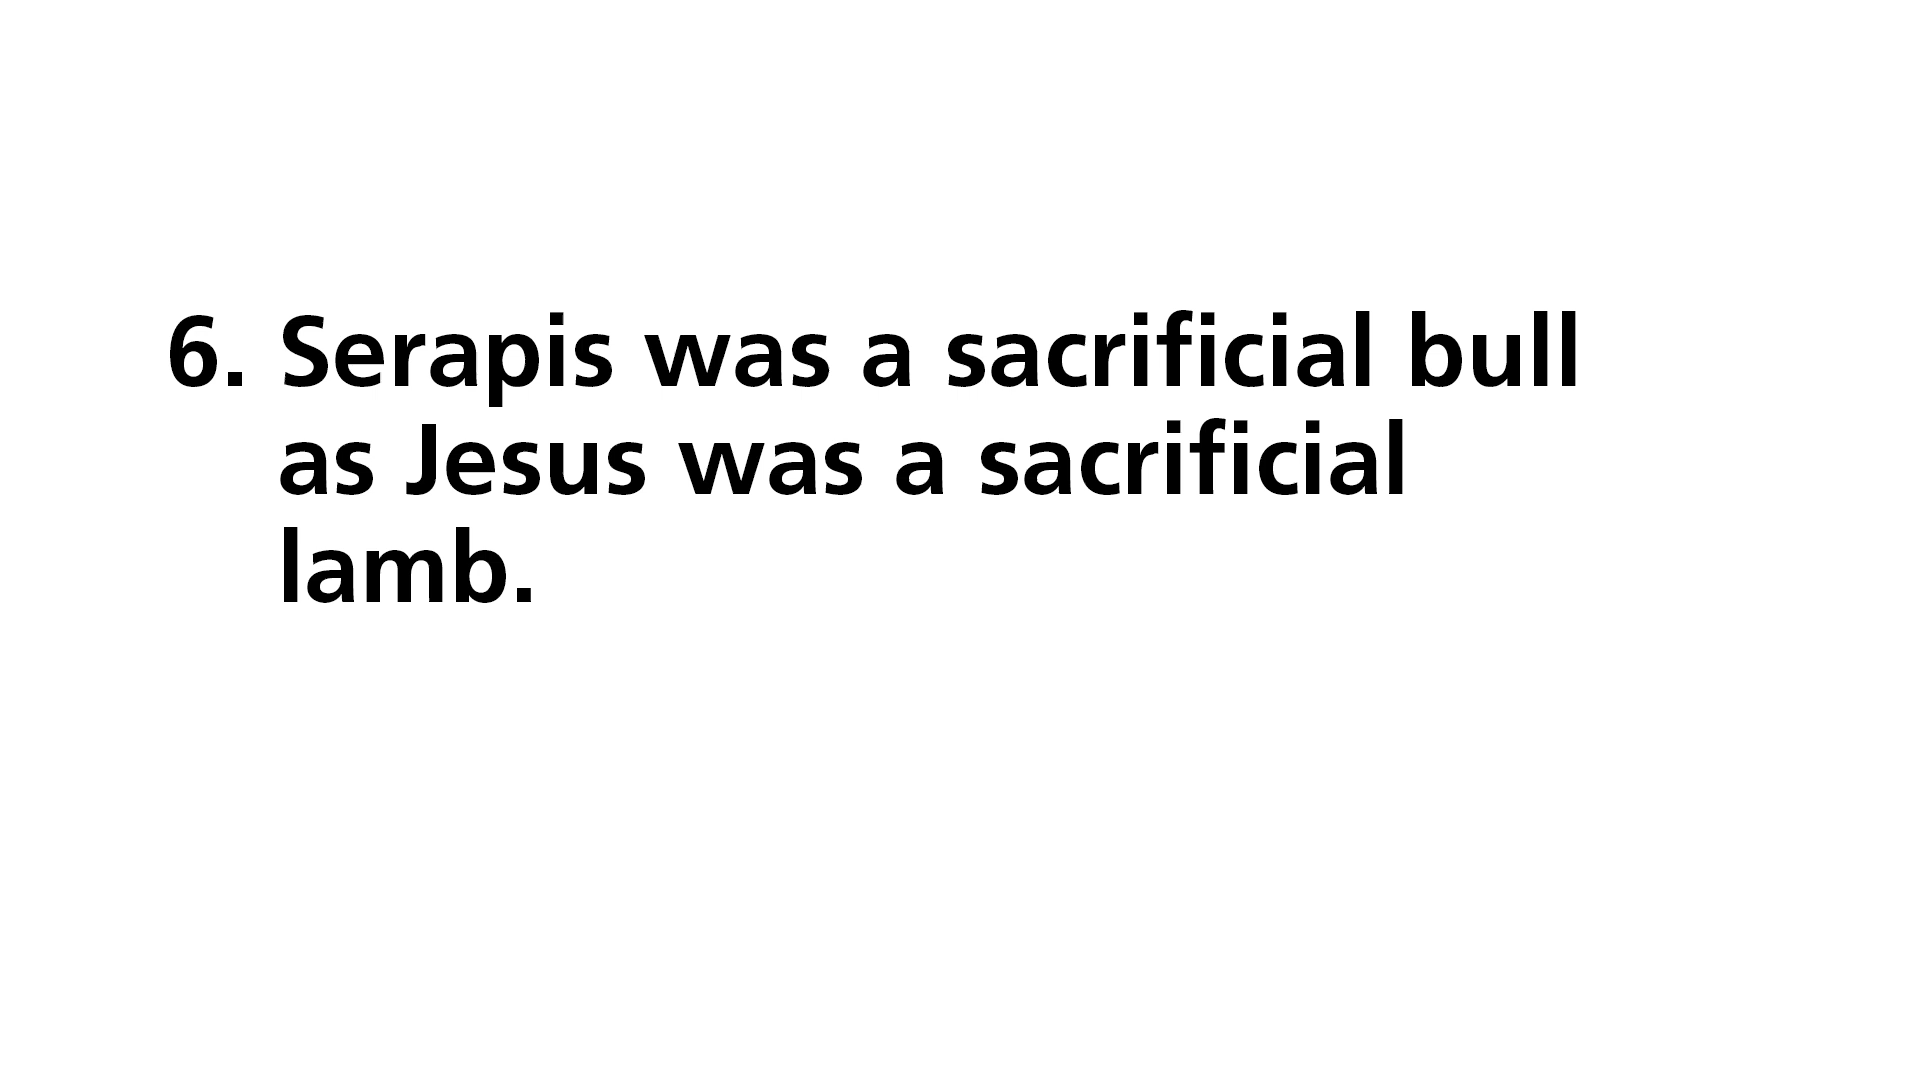 6. Serapis was a sacrificial bull
as Jesus was a sacrificial
lamb.